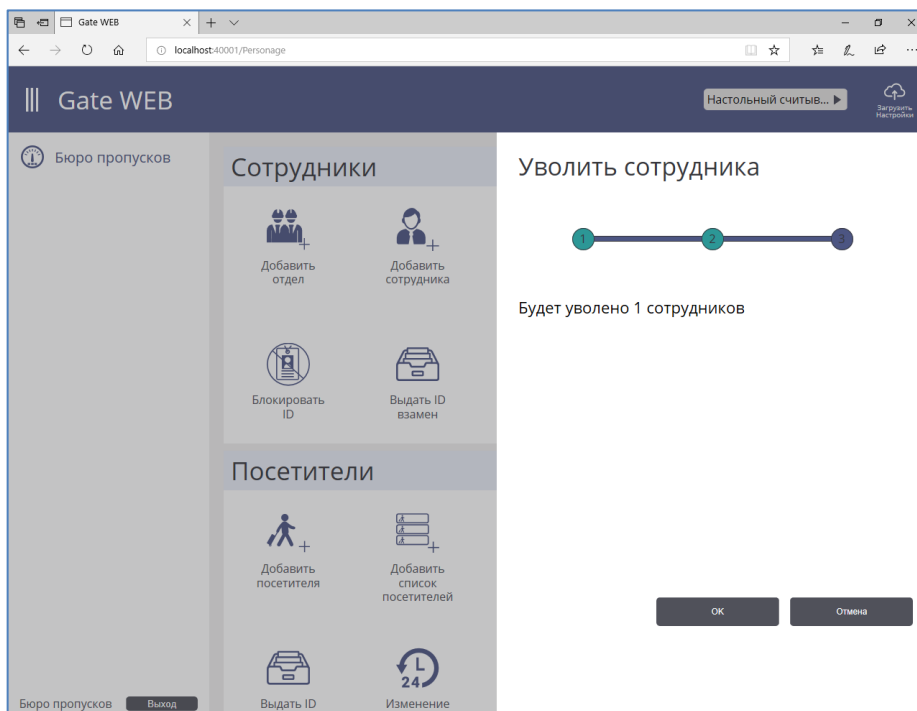 Gate WEB
localhost:40001/Personage
Gate WEB
Настольный считыв...
Загрузить
Настройки
Бюро пропусков
Сотрудники
Добавить
отдел
Добавить
сотрудника
Блокировать
ID
Выдать ID
взамен
Посетители
Добавить
посетителя
Добавить
список
посетителей
L
24
Выдать ID
Изменение
Уволить сотрудника
1
2
3
Будет уволено 1 сотрудников
OK
Отмена
Бюро пропусков
Выход